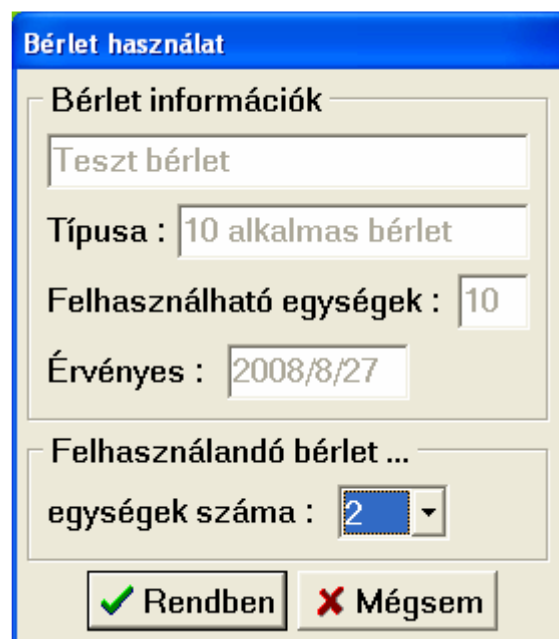 Bérlet használat
Bérlet információk
Teszt bérlet
Típusa : 10 alkalmas bérlet
Felhasználható egységek : 10
Érvényes : 2008/8/27
Felhasználandó bérlet ...
egységek száma : 2
Rendben Mégsem